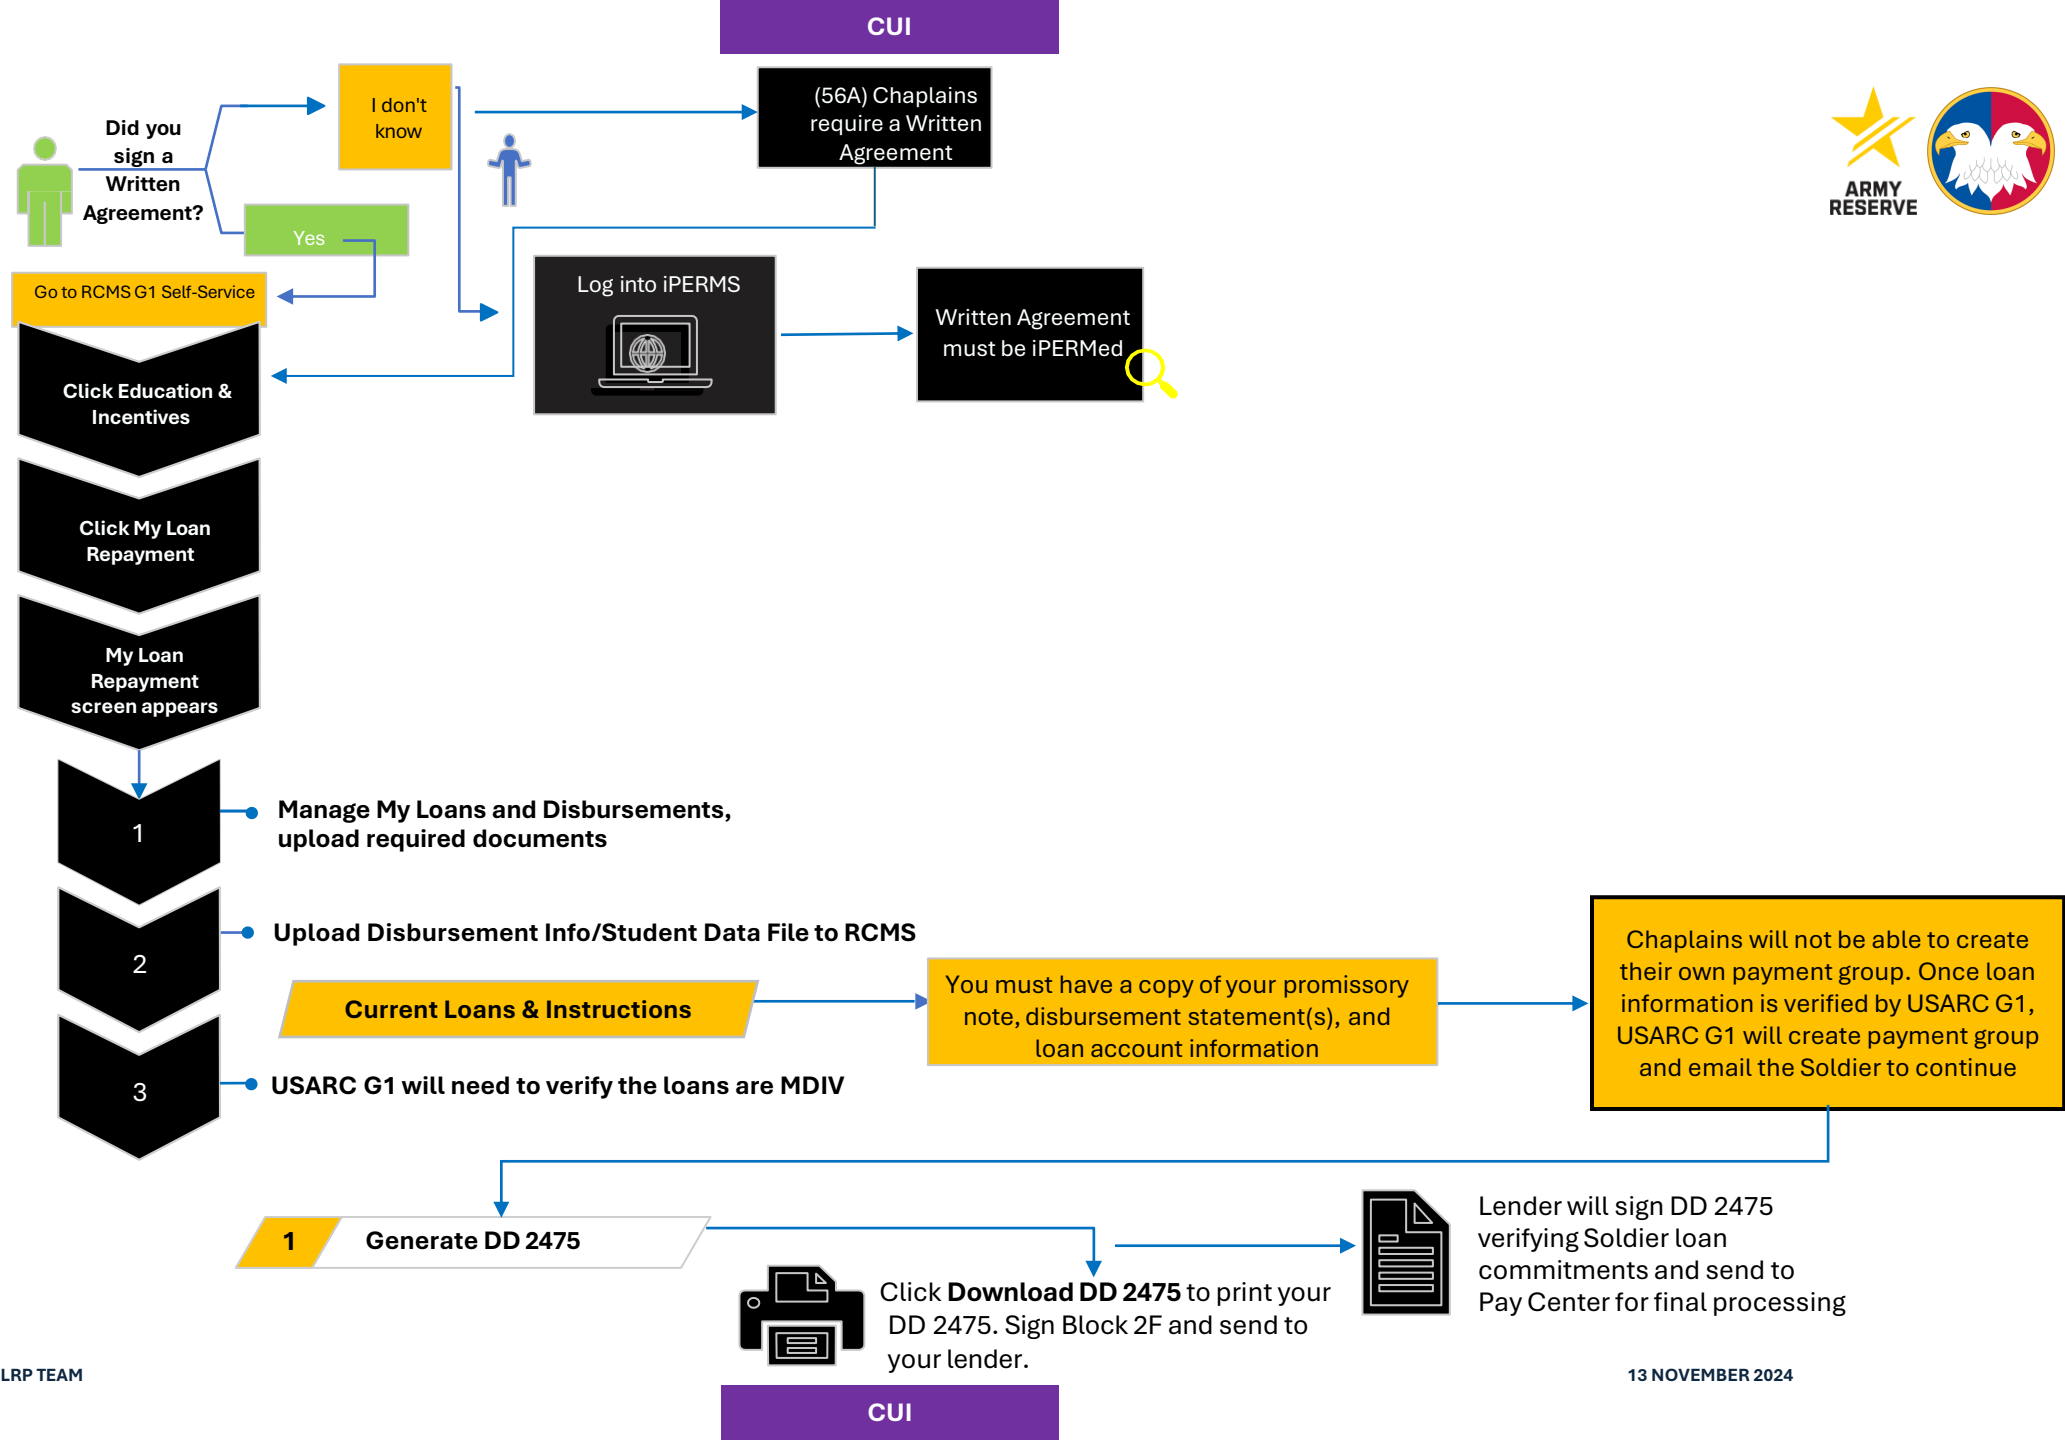 CUI
Did you
sign a
Written
Agreement?
I don't
know
(56A) Chaplains
require a Written
Agreement
ARMY
RESERVE
Yes
Go to RCMS G1 Self-Service
Log into iPERMS
Written Agreement
must be iPERMed
Click Education &
Incentives
Click My Loan
Repayment
My Loan
Repayment
screen appears
1
Manage My Loans and Disbursements,
upload required documents
2
Upload Disbursement Info/Student Data File to RCMS
Current Loans & Instructions
You must have a copy of your promissory
note, disbursement statement(s), and
loan account information
Chaplains will not be able to create
their own payment group. Once loan
information is verified by USARC G1,
USARC G1 will create payment group
and email the Soldier to continue
3
USARC G1 will need to verify the loans are MDIV
1
Generate DD 2475
Click Download DD 2475 to print your
DD 2475. Sign Block 2F and send to
your lender.
Lender will sign DD 2475
verifying Soldier loan
commitments and send to
Pay Center for final processing
LRP TEAM
13 NOVEMBER 2024
CUI